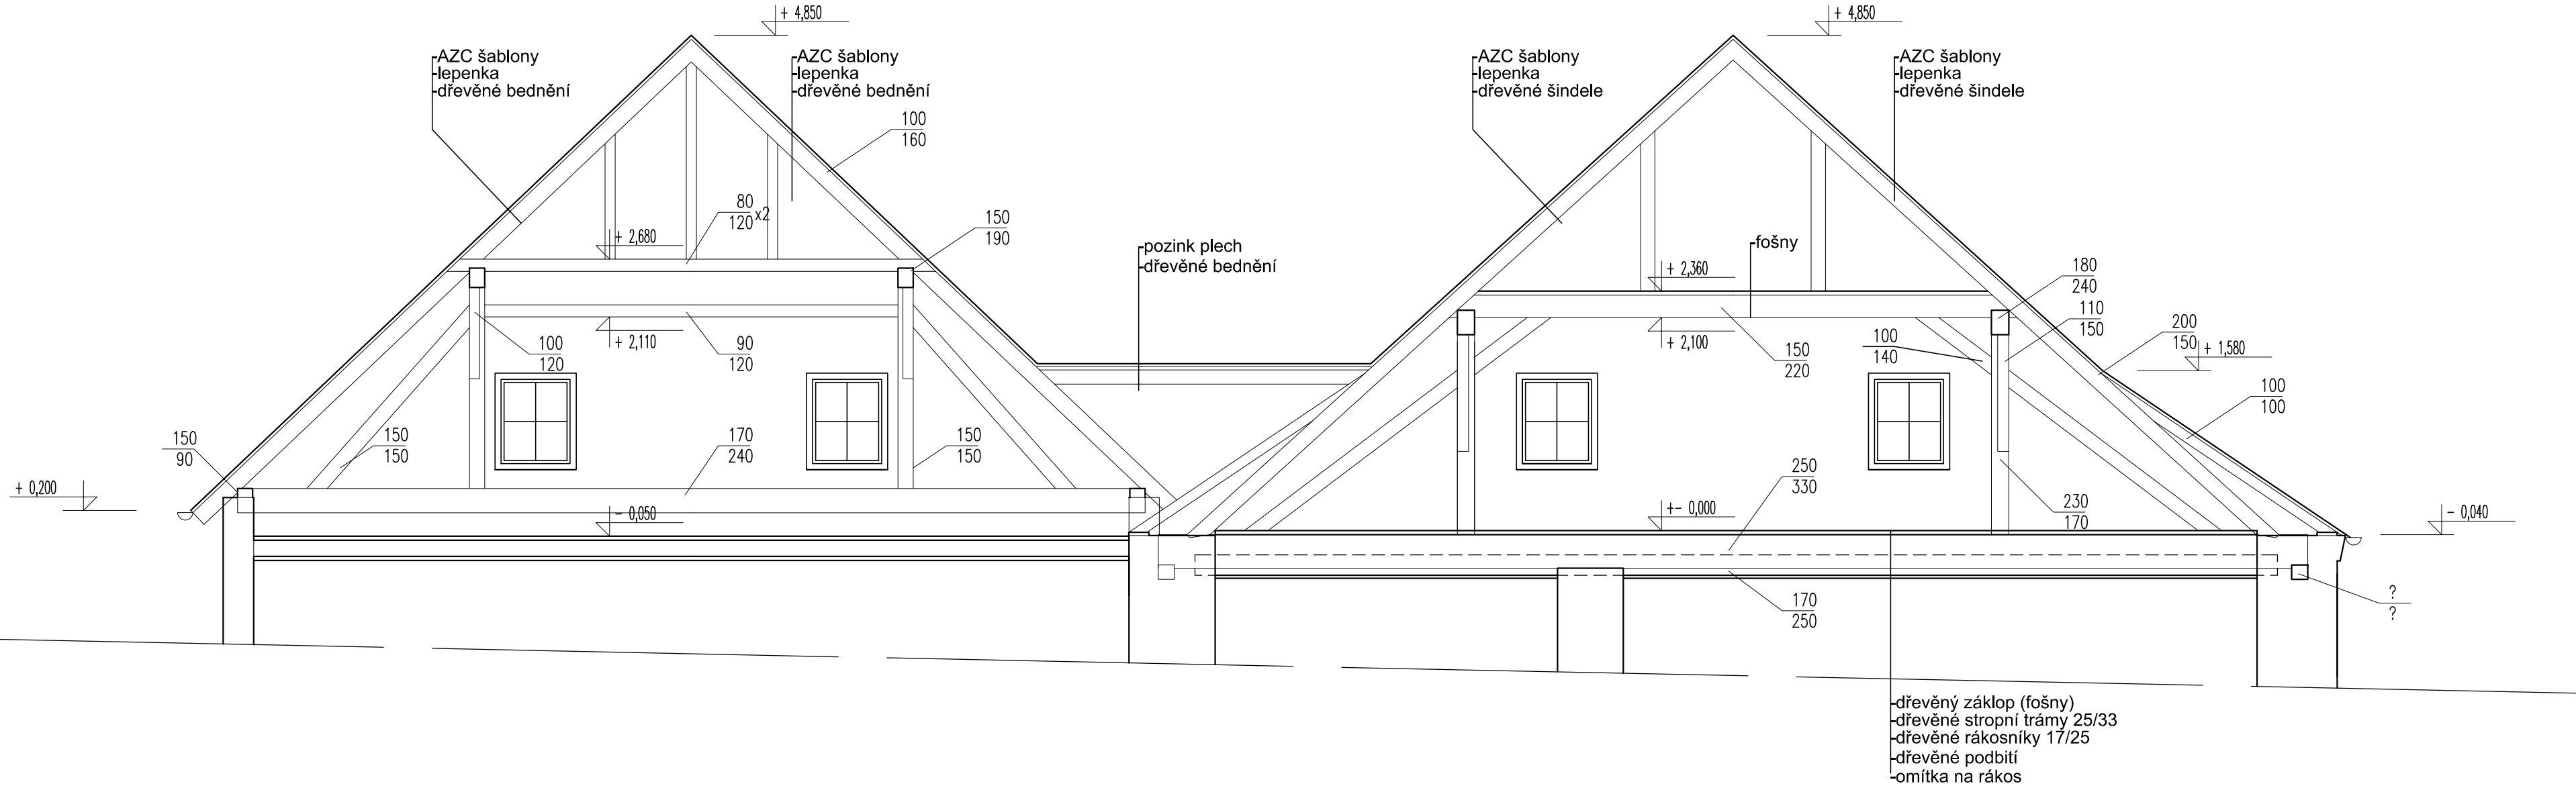 + 4,850
+ 4,850
AZC šablony
lepenka
dřevěné bednění
AZC šablony
lepenka
dřevěné bednění
AZC šablony
lepenka
dřevěné šindele
AZC šablony
lepenka
dřevěné šindele
100
160
80
120 x2
150
190
+ 2,680
pozink plech
dřevěné bednění
fošny
+ 2,360
180
240
110
150
200
150
+ 1,580
100
120
+ 2,110
90
120
+ 2,100
150
220
100
140
100
100
150
90
150
150
170
240
150
150
250
330
230
170
+ 0,200
- 0,050
+- 0,000
- 0,040
170
250
?
?
dřevěný záklop (fošny)
dřevěné stropní trámy 25/33
dřevěné rákosníky 17/25
dřevěné podbití
omítka na rákos